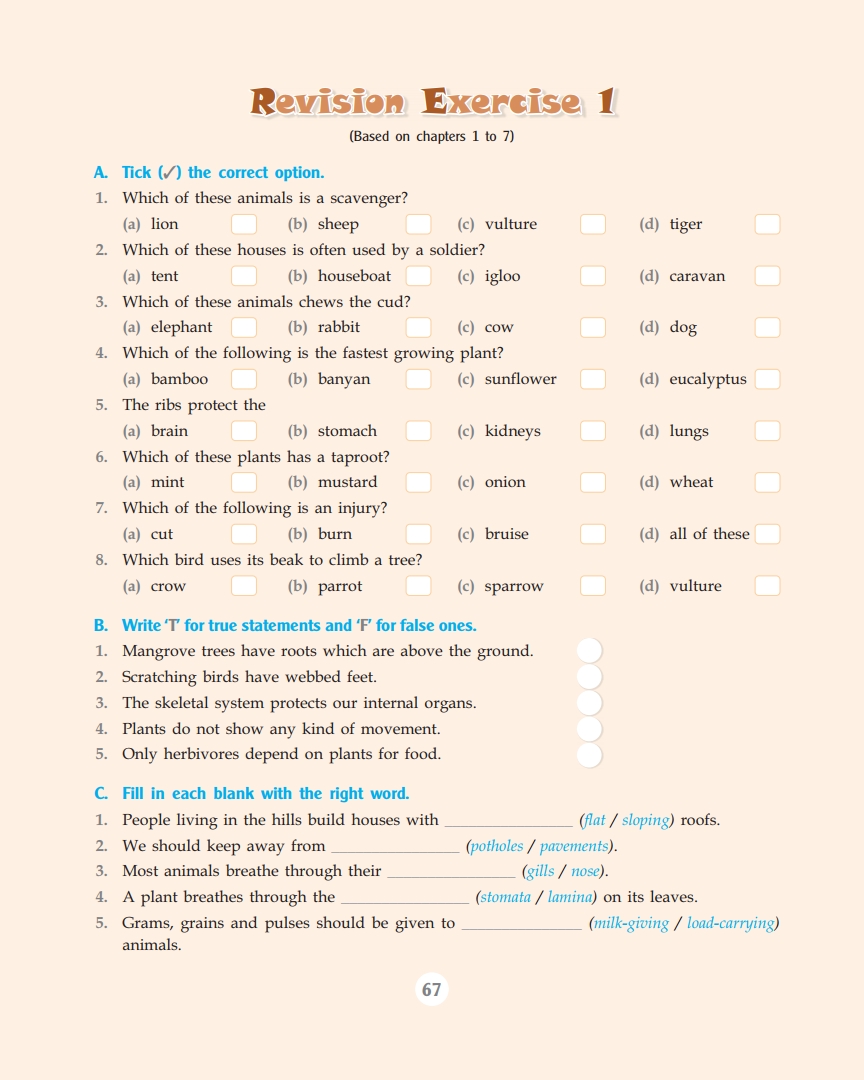 Revision Exercise 1
(Based on chapters 1 to 7)
A. Tick (✓) the correct option.
1. Which of these animals is a scavenger?
(a) lion (b) sheep (c) vulture (d) tiger
2. Which of these houses is often used by a soldier?
(a) tent (b) houseboat (c) igloo (d) caravan
3. Which of these animals chews the cud?
(a) elephant (b) rabbit (c) cow (d) dog
4. Which of the following is the fastest growing plant?
(a) bamboo (b) banyan (c) sunflower (d) eucalyptus
5. The ribs protect the
(a) brain (b) stomach (c) kidneys (d) lungs
6. Which of these plants has a taproot?
(a) mint (b) mustard (c) onion (d) wheat
7. Which of the following is an injury?
(a) cut (b) burn (c) bruise (d) all of these
8. Which bird uses its beak to climb a tree?
(a) crow (b) parrot (c) sparrow (d) vulture
B. Write ‘T’ for true statements and ‘F’ for false ones.
1. Mangrove trees have roots which are above the ground.
2. Scratching birds have webbed feet.
3. The skeletal system protects our internal organs.
4. Plants do not show any kind of movement.
5. Only herbivores depend on plants for food.
C. Fill in each blank with the right word.
1. People living in the hills build houses with ______________ (flat / sloping) roofs.
2. We should keep away from ______________ (potholes / pavements).
3. Most animals breathe through their ______________ (gills / nose).
4. A plant breathes through the ______________ (stomata / lamina) on its leaves.
5. Grams, grains and pulses should be given to ______________ (milk-giving / load-carrying)
animals.
67